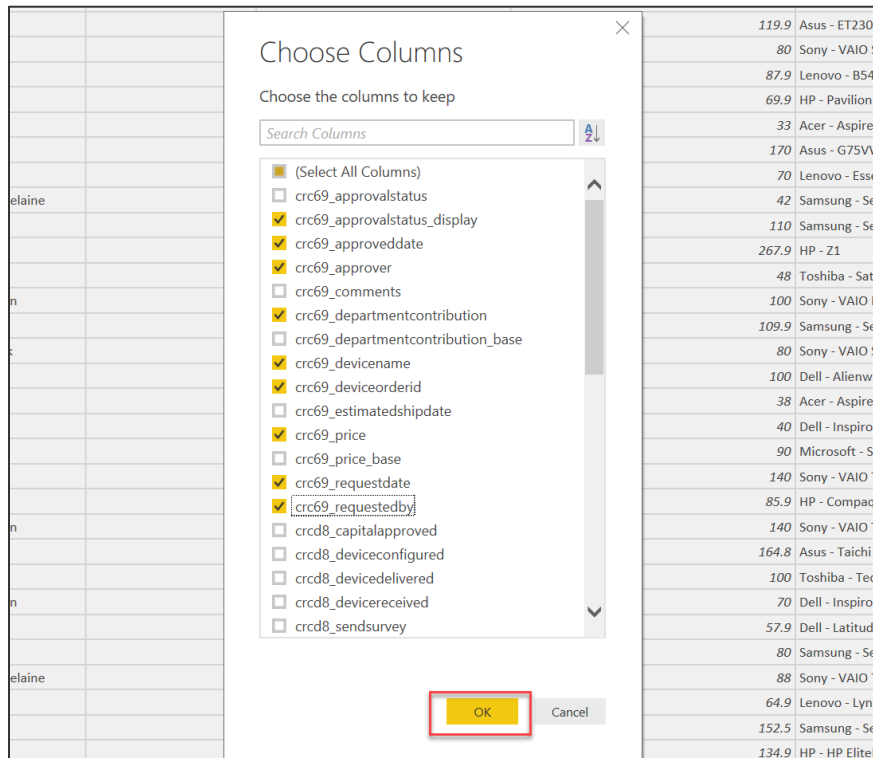 Choose Columns
Choose the columns to keep
Search Columns
(Select All Columns)
crc69_approvalstatus
crc69_approvalstatus_display
crc69_approveddate
crc69_approver
crc69_comments
crc69_departmentcontribution
crc69_departmentcontribution_base
crc69_devicename
crc69_deviceorderid
crc69_estimatedshipdate
crc69_price
crc69_price_base
crc69_requestdate
crc69_requestedby
crcd8_capitalapproved
crcd8_deviceconfigured
crcd8_devicedelivered
crcd8_devicereceived
crcd8_sendsurvey
OK
Cancel
elaine
n
n
n
elaine
119.9 Asus - ET230
80 Sony - VAIO S
87.9 Lenovo - B54
69.9 HP - Pavilion
33 Acer - Aspire
170 Asus - G75VW
70 Lenovo - Esse
42 Samsung - Se
110 Samsung - Se
267.9 HP - Z1
48 Toshiba - Sat
100 Sony - VAIO
109.9 Samsung - Se
80 Sony - VAIO S
100 Dell - Alienw
38 Acer - Aspire
40 Dell - Inspiro
90 Microsoft - S
140 Sony - VAIO T
85.9 HP - Compaq
140 Sony - VAIO T
164.8 Asus - Taichi
100 Toshiba - Tec
70 Dell - Inspiro
57.9 Dell - Latitud
80 Samsung - Se
88 Sony - VAIO T
64.9 Lenovo - Lyn
152.5 Samsung - Se
134.9 HP - HP Elite